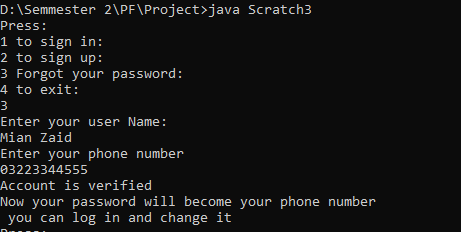 D:\Semmester 2\PF\Project>java Scratch3
Press:
1 to sign in:
2 to sign up:
3 Forgot your password:
4 to exit:
3
Enter your user Name:
Mian Zaid
Enter your phone number
03223344555
Account is verified
Now your password will become your phone number
 you can log in and change it
Press: